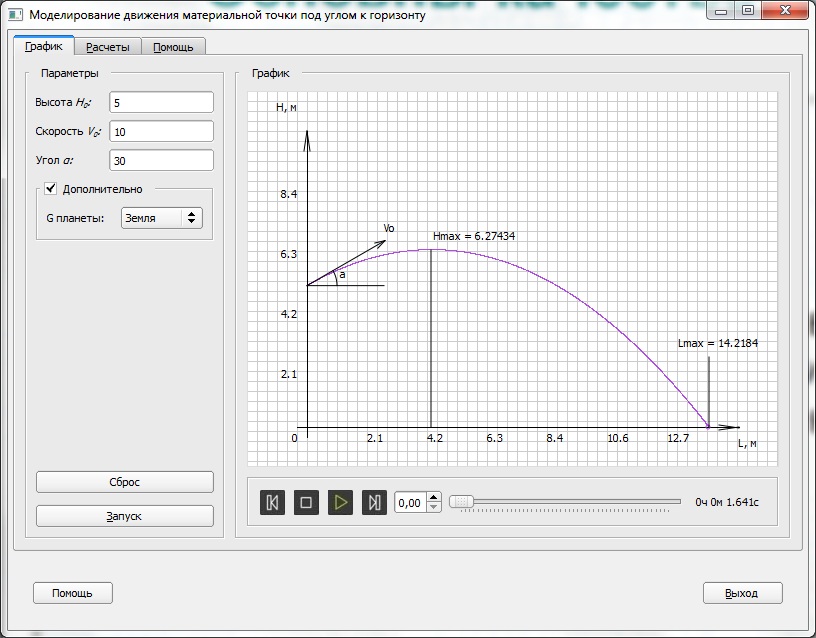 Моделирование движения материальной точки под углом к горизонту
График Расчеты Помощь
Параметры
Высота H₀: 5
Скорость V₀: 10
Угол a: 30
Дополнительно
G планеты: Земля
Сброс
Запуск
График
H, м
8.4
6.3
4.2
2.1
Vo
a
Hmax = 6.27434
Lmax = 14.2184
0 2.1 4.2 6.3 8.4 10.6 12.7
L, м
0,00
0ч 0м 1.641с
Помощь
Выход